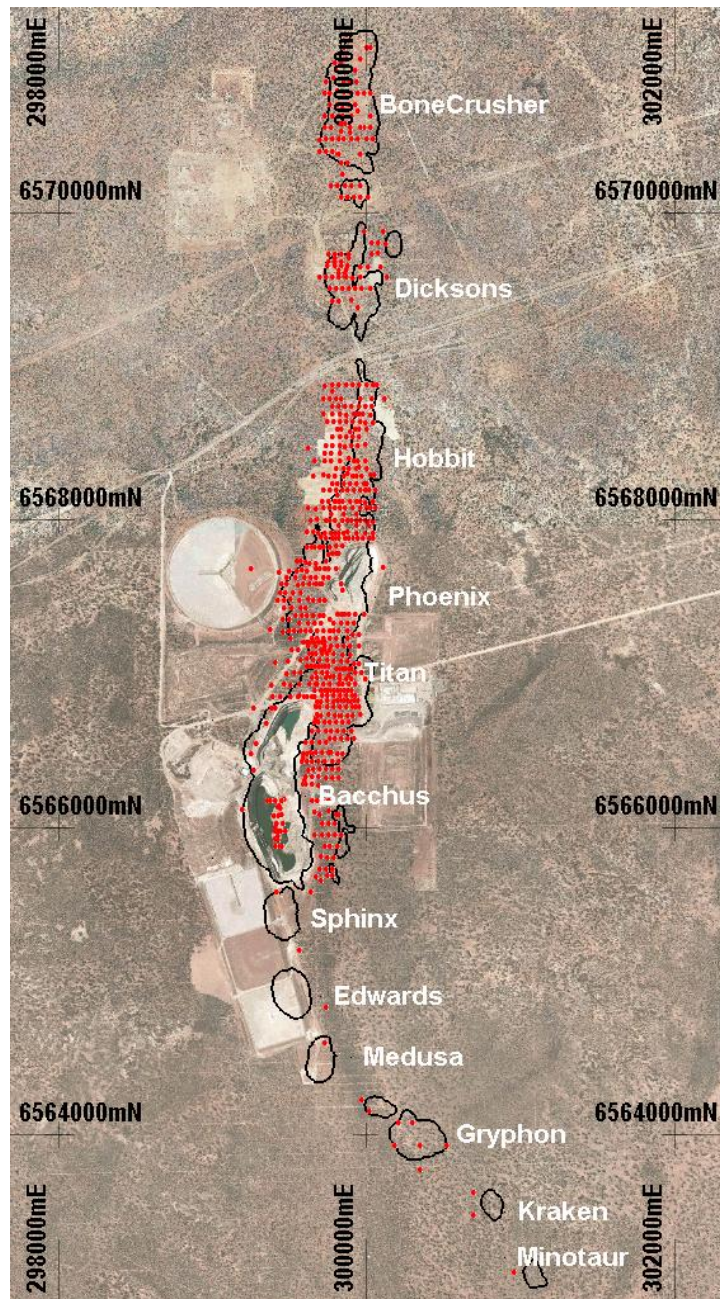 298000mE
300000mE
302000mE
BoneCrusher
6570000mN
6570000mN
Dicksons
Hobbit
6568000mN
6568000mN
Phoenix
Titan
Bacchus
6566000mN
6566000mN
Sphinx
Edwards
Medusa
6564000mN
6564000mN
Gryphon
Kraken
Minotaur
298000mE
300000mE
302000mE